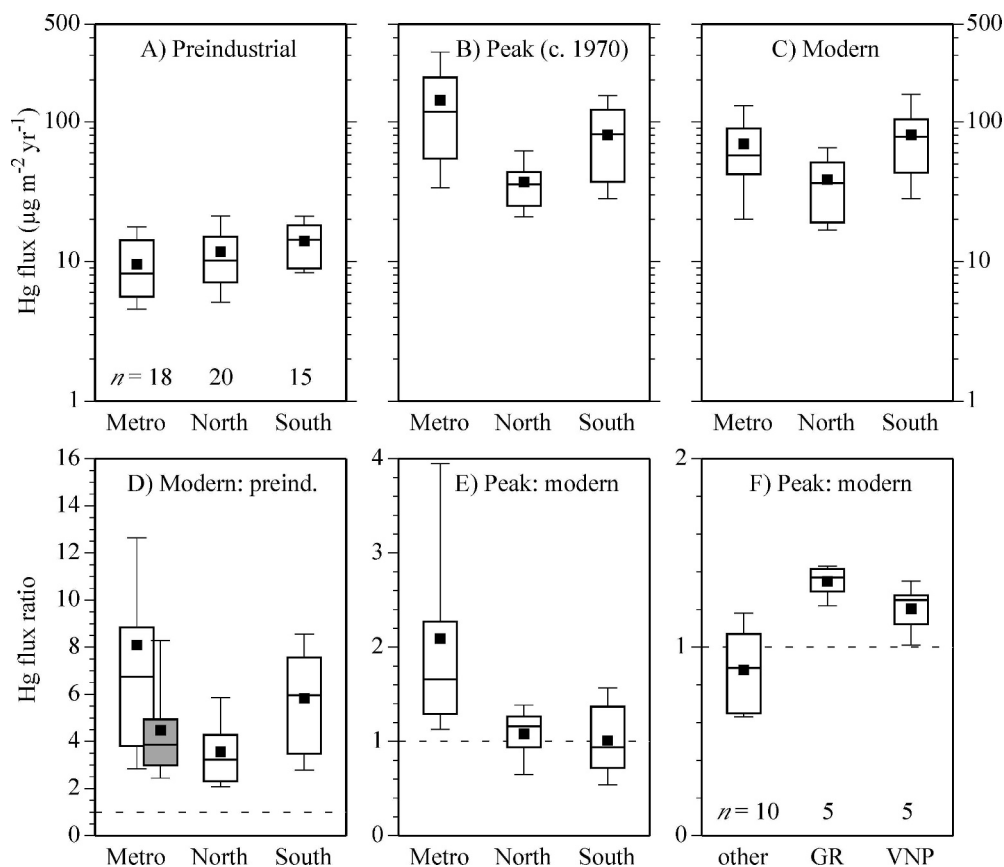 500
100
10
1
Hg flux (µg m⁻² yr⁻¹)
A) Preindustrial
n = 18 20 15
Metro North South
B) Peak (c. 1970)
Metro North South
C) Modern
Metro North South
500
100
10
1
16
14
12
10
8
6
4
2
0
Hg flux ratio
D) Modern: preind.
Metro North South
4
3
2
1
0
E) Peak: modern
Metro North South
2
1
0
F) Peak: modern
n = 10 5 5
other GR VNP